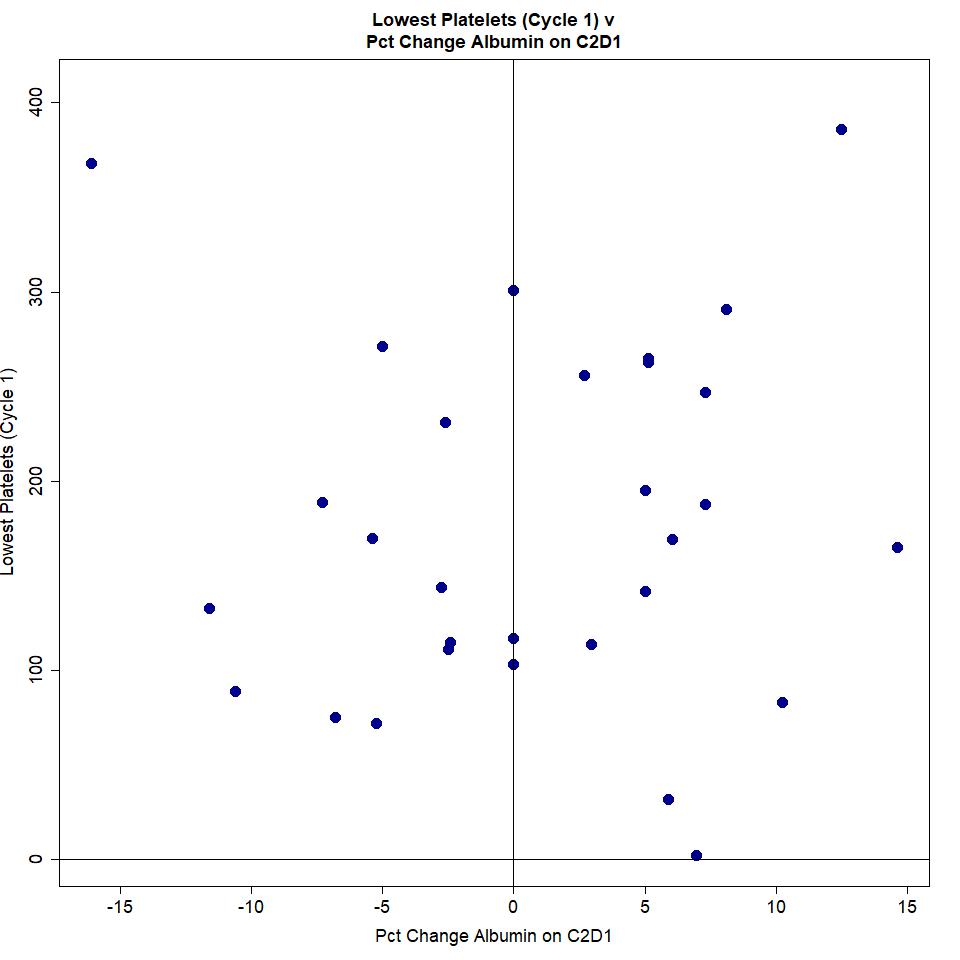 Lowest Platelets (Cycle 1) v
Pct Change Albumin on C2D1
400
300
200
100
0
Lowest Platelets (Cycle 1)
-15 -10 -5 0 5 10 15
Pct Change Albumin on C2D1